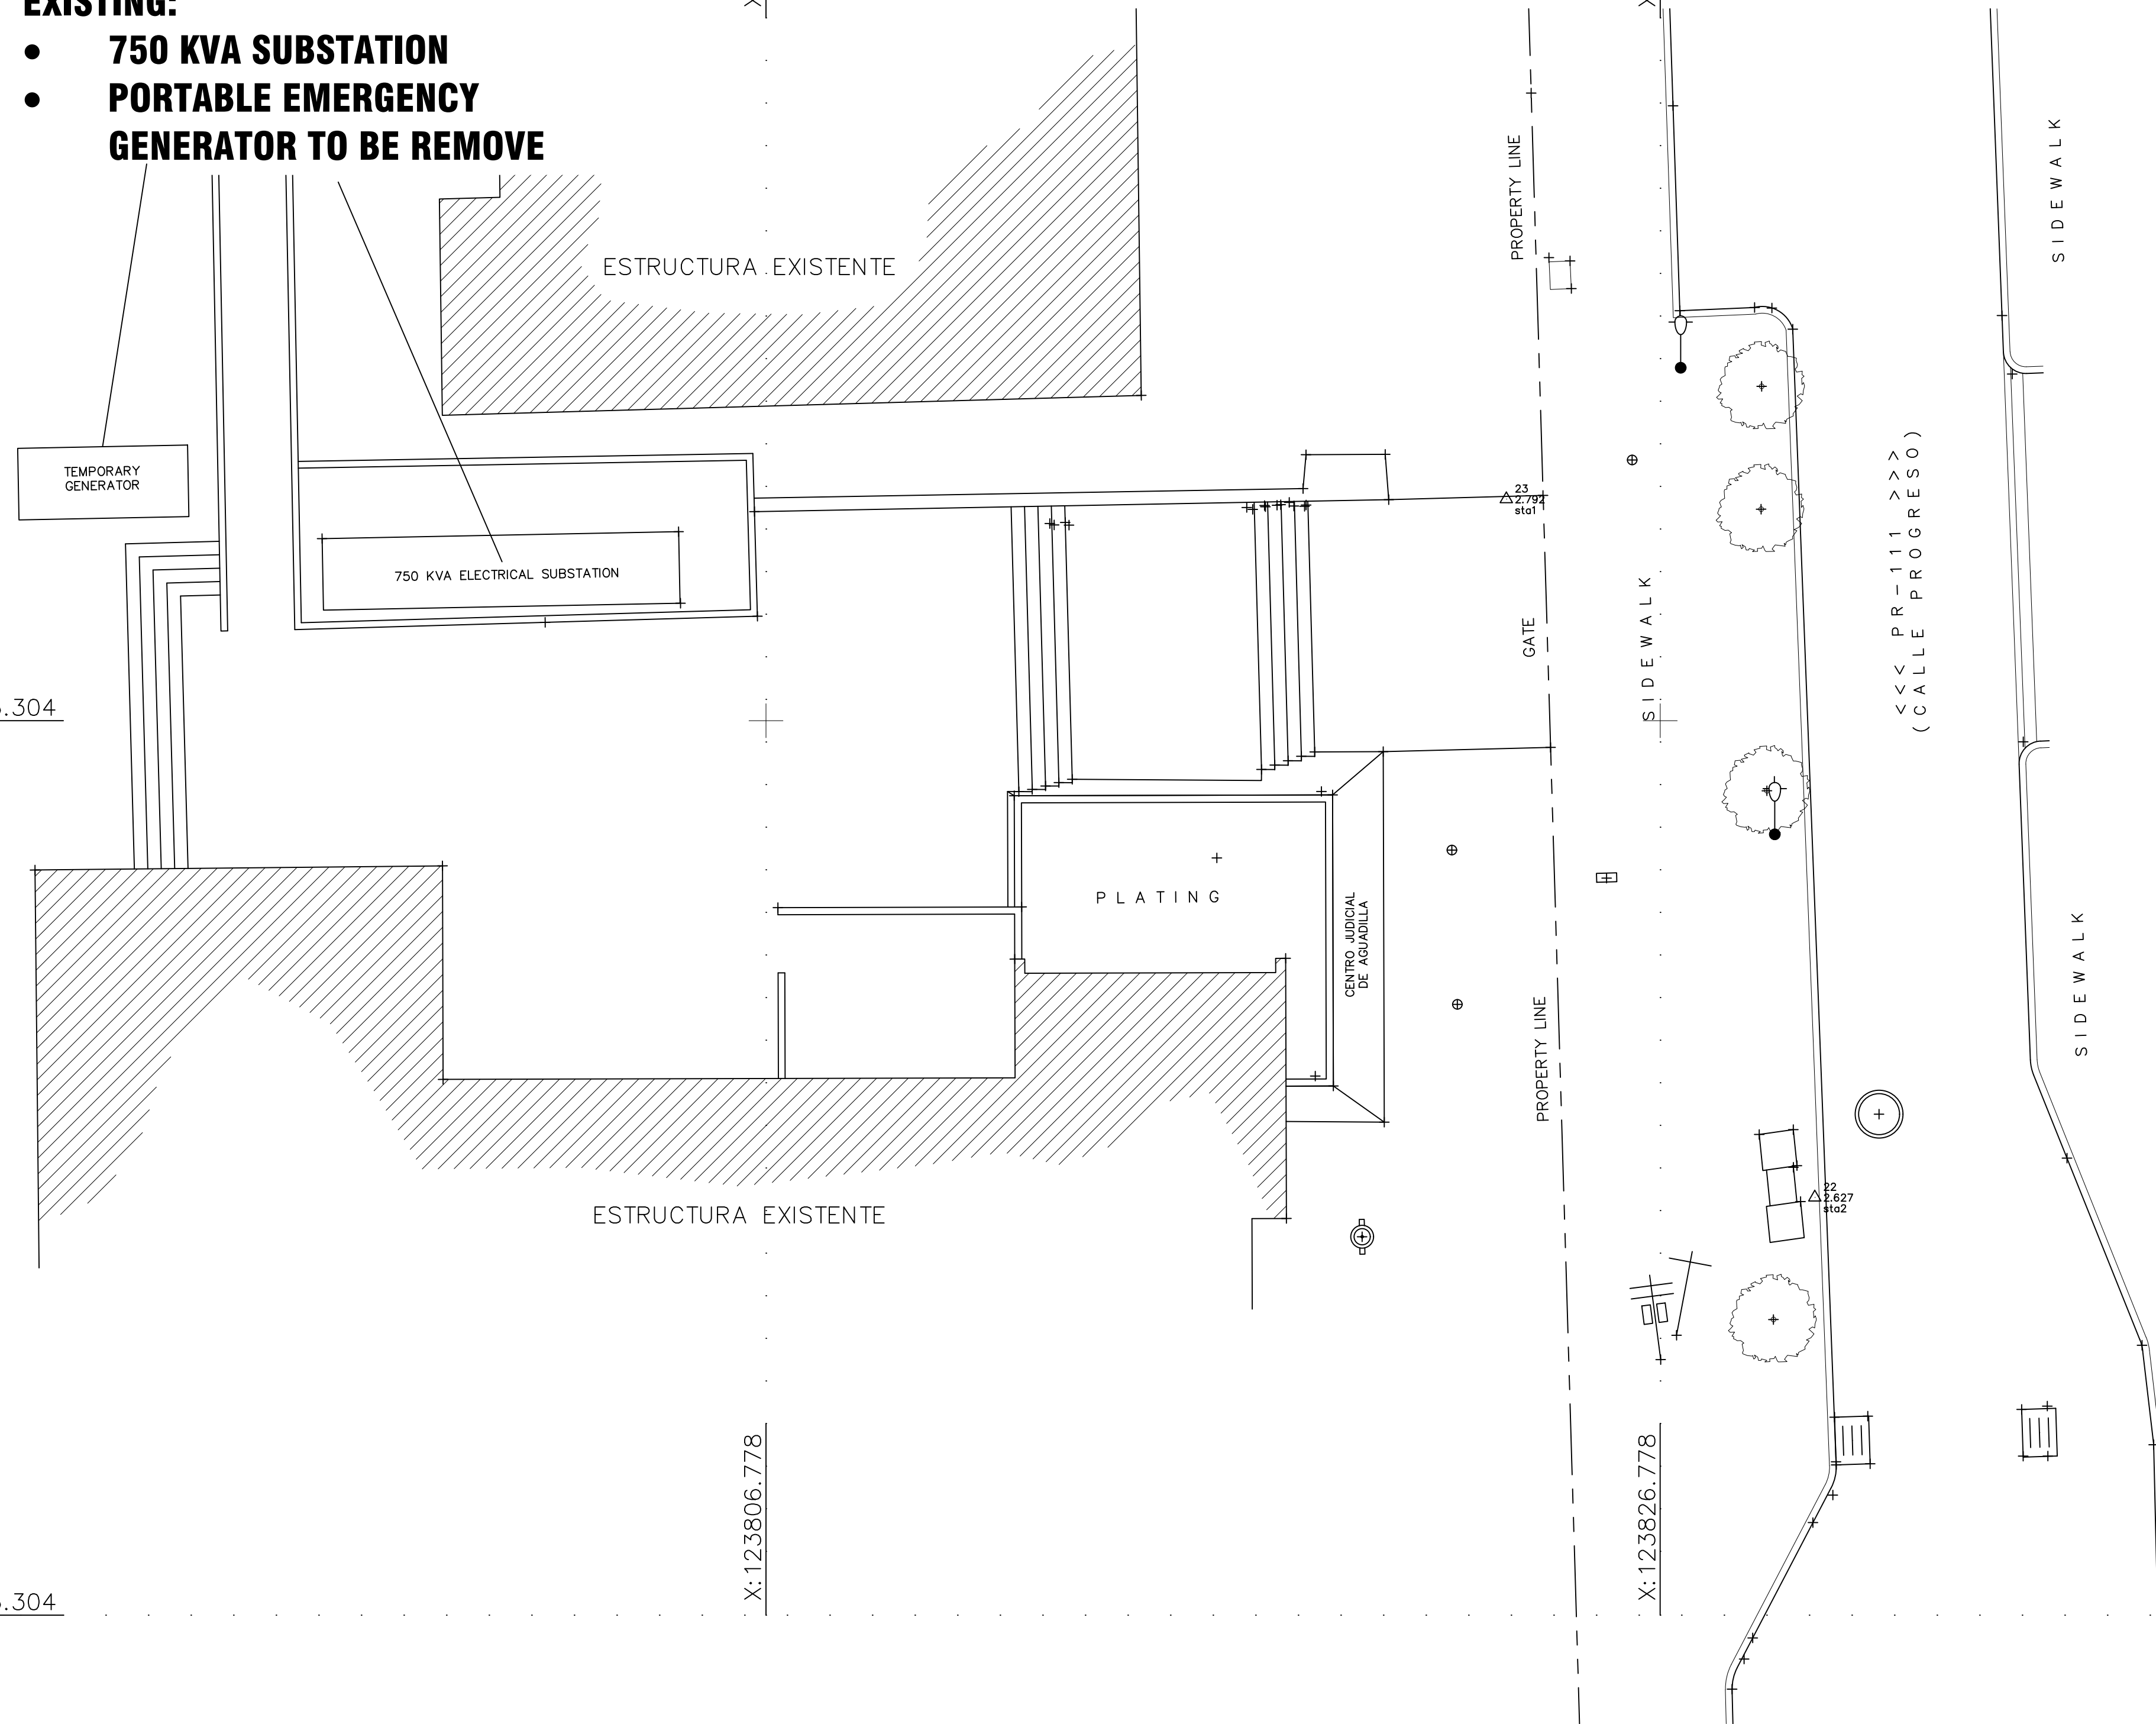 EXISTING:
• 750 KVA SUBSTATION
• PORTABLE EMERGENCY
GENERATOR TO BE REMOVE
ESTRUCTURA EXISTENTE
PROPERTY LINE
SIDEWALK
TEMPORARY
GENERATOR
750 KVA ELECTRICAL SUBSTATION
23
2.792
sta1
GATE
SIDEWALK
<<< PR-111 >>>
(CALLE PROGRESO)
.304
PLATING
CENTRO JUDICIAL
DE AGUADILLA
PROPERTY LINE
SIDEWALK
22
2.627
sta2
ESTRUCTURA EXISTENTE
X:123806.778
X:123826.778
.304